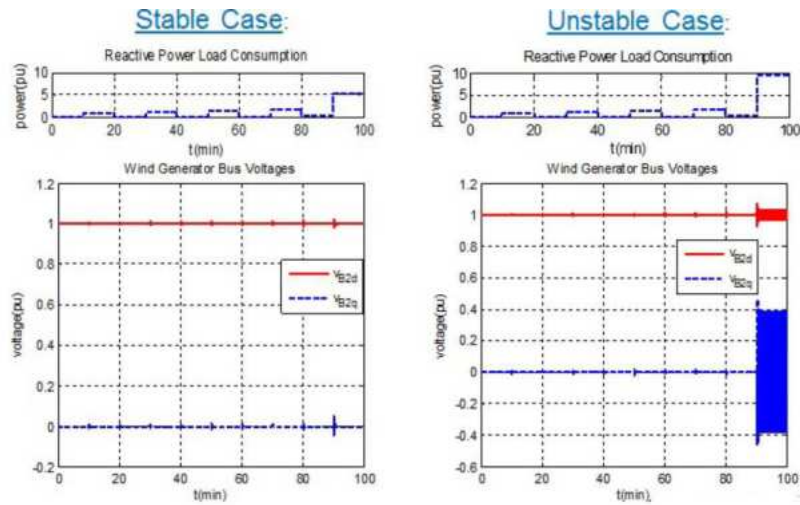 Stable Case:
Reactive Power Load Consumption
power(pu)
10
5
0
0 20 40 60 80 100
t(min)
Wind Generator Bus Voltages
voltage(pu)
1.2
1
0.8
0.6
0.4
0.2
0
-0.2
VB2d
VB2q
0 20 40 60 80 100
t(min)
Unstable Case:
Reactive Power Load Consumption
power(pu)
10
5
0
0 20 40 60 80 100
t(min)
Wind Generator Bus Voltages
voltage(pu)
1.2
1
0.8
0.6
0.4
0.2
0
-0.2
-0.4
-0.6
VB2d
VB2q
0 20 40 60 80 100
t(min).